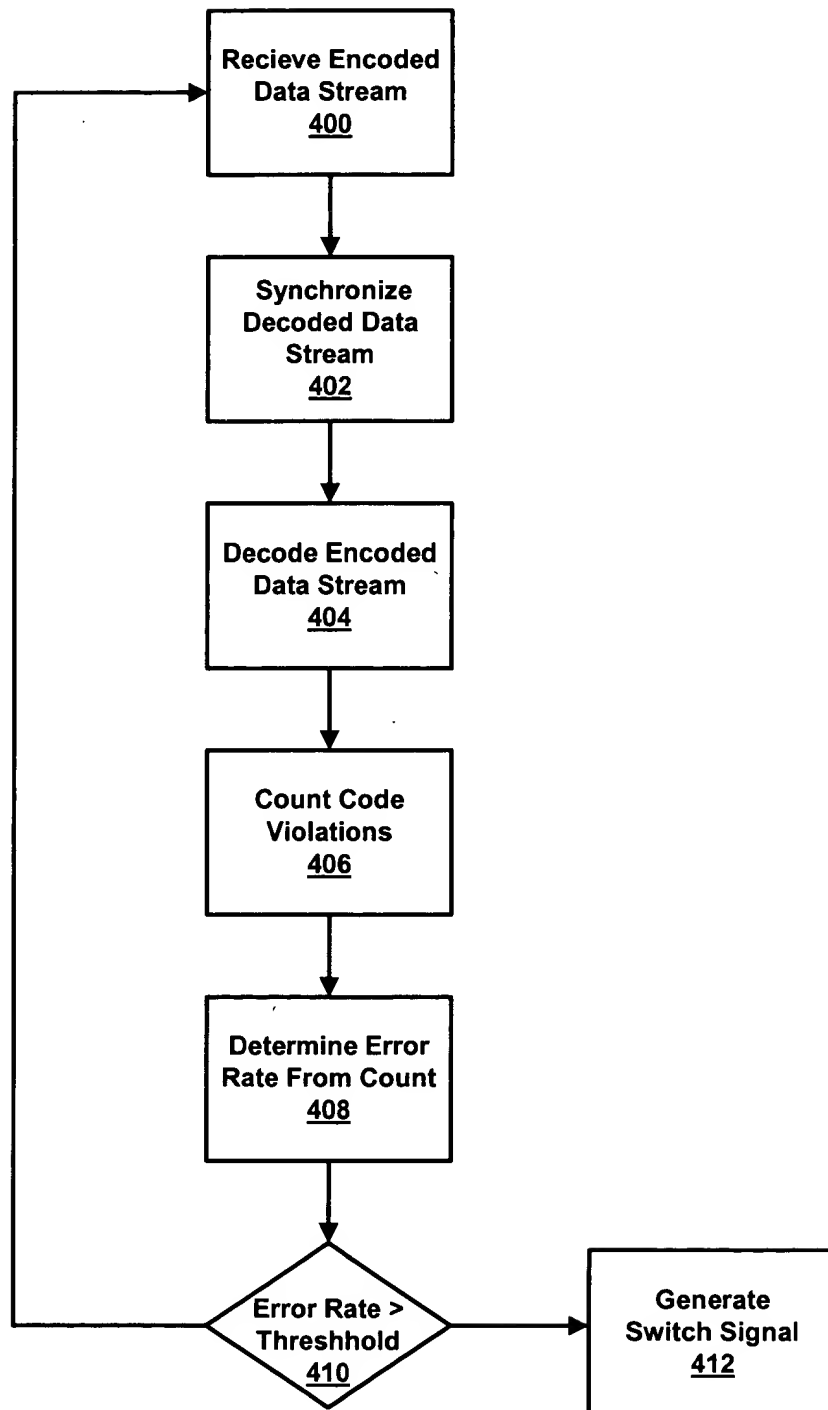 Recieve Encoded
Data Stream
400
Synchronize
Decoded Data
Stream
402
Decode Encoded
Data Stream
404
Count Code
Violations
406
Determine Error
Rate From Count
408
Error Rate >
Threshhold
410
Generate
Switch Signal
412